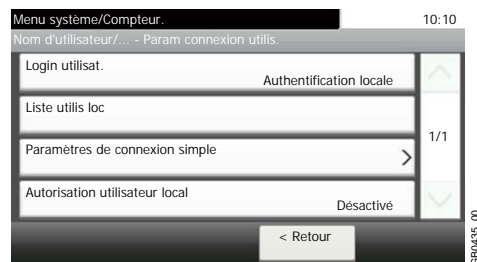 Menu système/Compteur.
10:10
Nom d'utilisateur/... - Param connexion utilis.
Login utilisat.
Authentification locale
Liste utilis loc
1/1
Paramètres de connexion simple
Autorisation utilisateur local
Désactivé
< Retour
GB0435_00